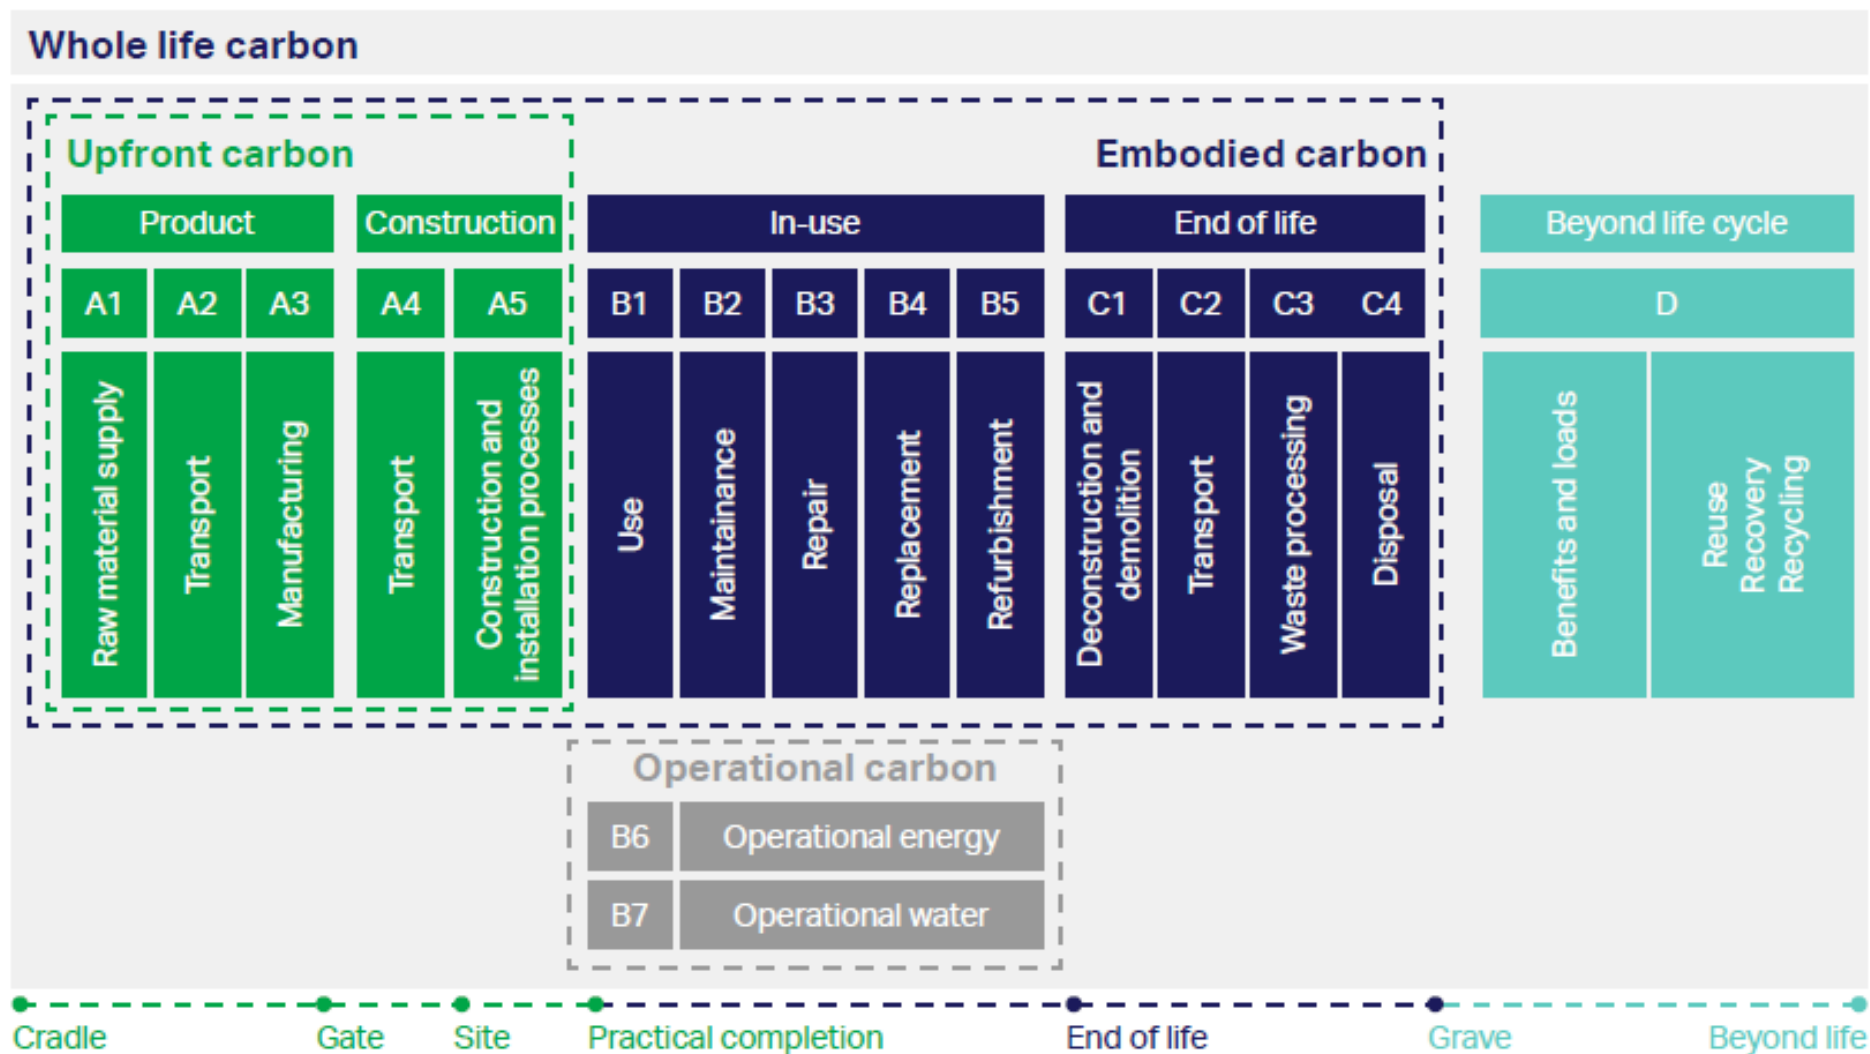 Whole life carbon
Upfront carbon
Embodied carbon
Product
Construction
In-use
End of life
Beyond life cycle
A1
A2
A3
A4
A5
B1
B2
B3
B4
B5
C1
C2
C3
C4
D
Raw material supply
Transport
Manufacturing
Transport
Construction and
installation processes
Use
Maintainance
Repair
Replacement
Refurbishment
Deconstruction and
demolition
Transport
Waste processing
Disposal
Benefits and loads
Reuse
Recovery
Recycling
Operational carbon
B6
Operational energy
B7
Operational water
Cradle
Gate
Site
Practical completion
End of life
Grave
Beyond life